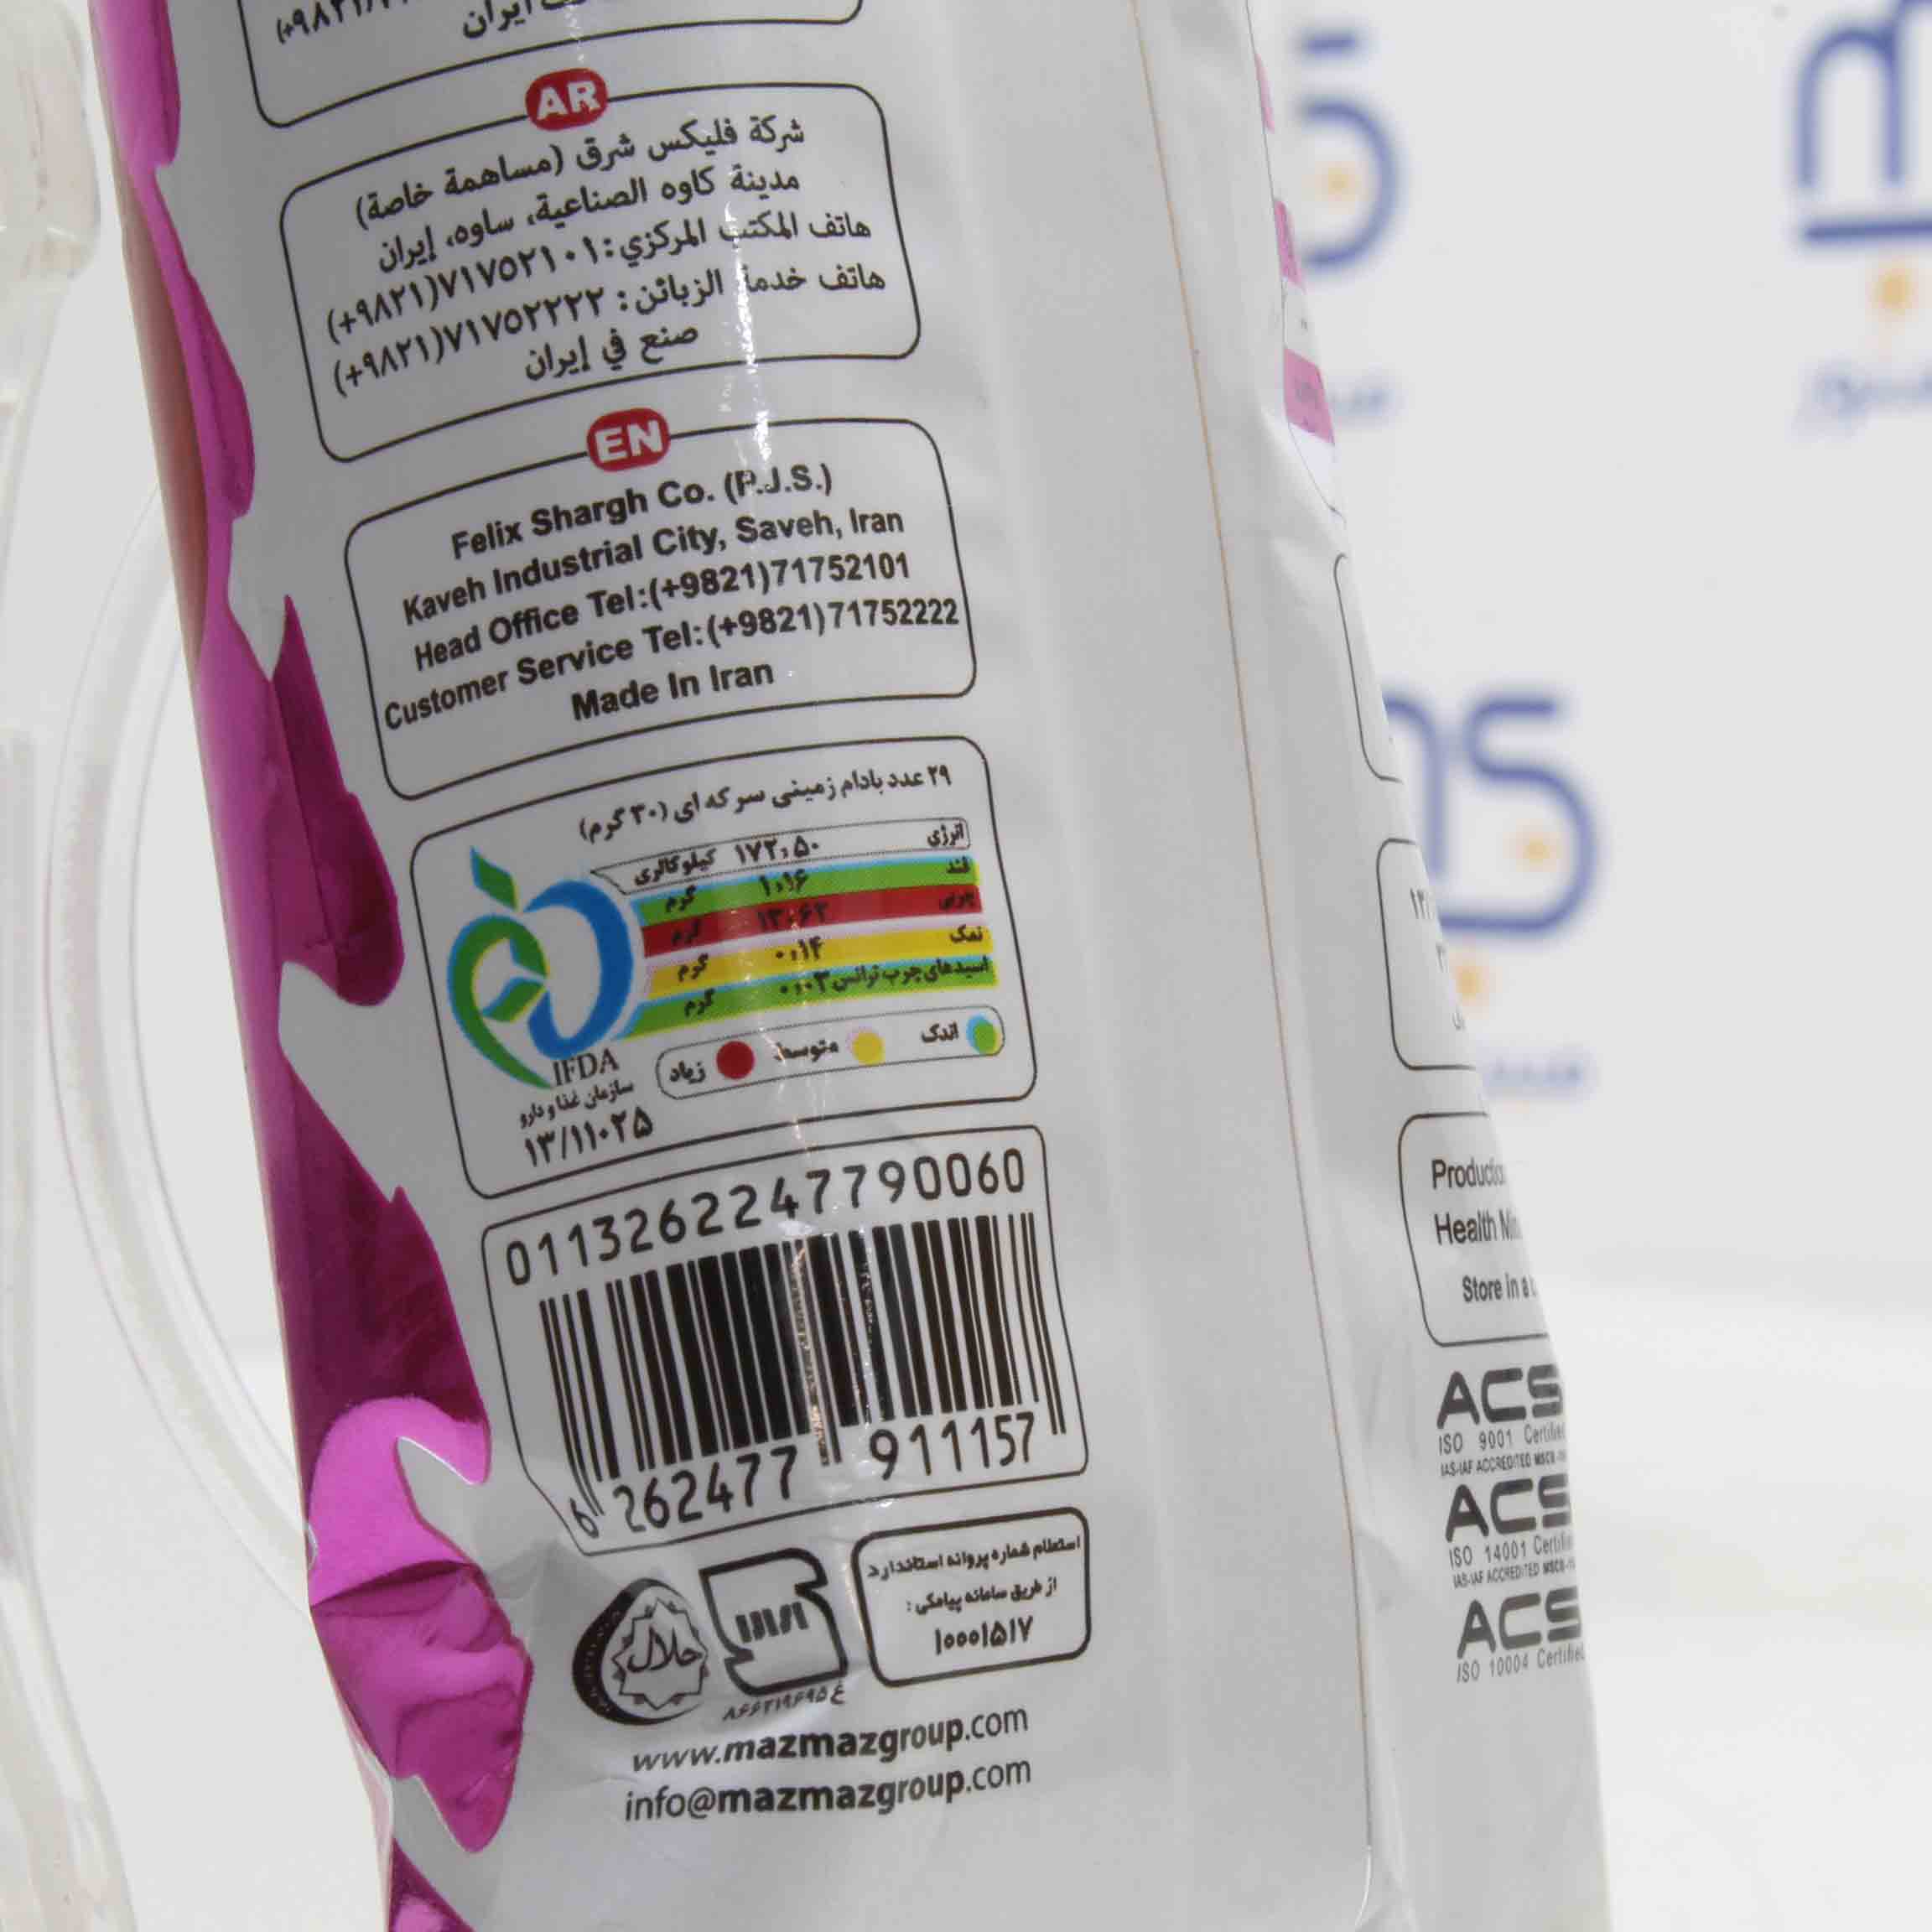 AR
شركة فليكس شرق (مساهمة خاصة)
مدينة كاوه الصناعية، ساوه، إيران
هاتف المكتب المركزي: ٧١٧٥٢١٠١(٩٨٢١+)
هاتف خدمة الزبائن: ٧١٧٥٢٢٢٢(٩٨٢١+)
صنع في إيران
EN
Felix Shargh Co. (P.J.S.)
Kaveh Industrial City, Saveh, Iran
Head Office Tel:(+9821)71752101
Customer Service Tel:(+9821)71752222
Made In Iran
۲۹ عدد بادام زمینی سرکه ای (۳۰ گرم)
انرژی ۱۷۲٫۵۰ کیلوکالری
قند ۱٫۱۶ گرم
چربی ۱۳٫۶۲ گرم
نمک ۰٫۱۴ گرم
اسیدهای چرب ترانس ۰٫۰۳ گرم
اندک متوسط زیاد
IFDA
سازمان غذا و دارو
۱۳/۱۱۰۲۵
0113262247790060
6 262477 911157
استعلام شماره پروانه استاندارد
از طریق سامانه پیامکی :
۱۰۰۰۱۵۱۷
حلال
www.mazmazgroup.com
info@mazmazgroup.com
Health
Store in a
ACS
ISO 9001 Certified
IAS-IAF ACCREDITED
ACS
ISO 14001
IAS-IAF ACCREDITED
ACS
ISO 10004 Certified